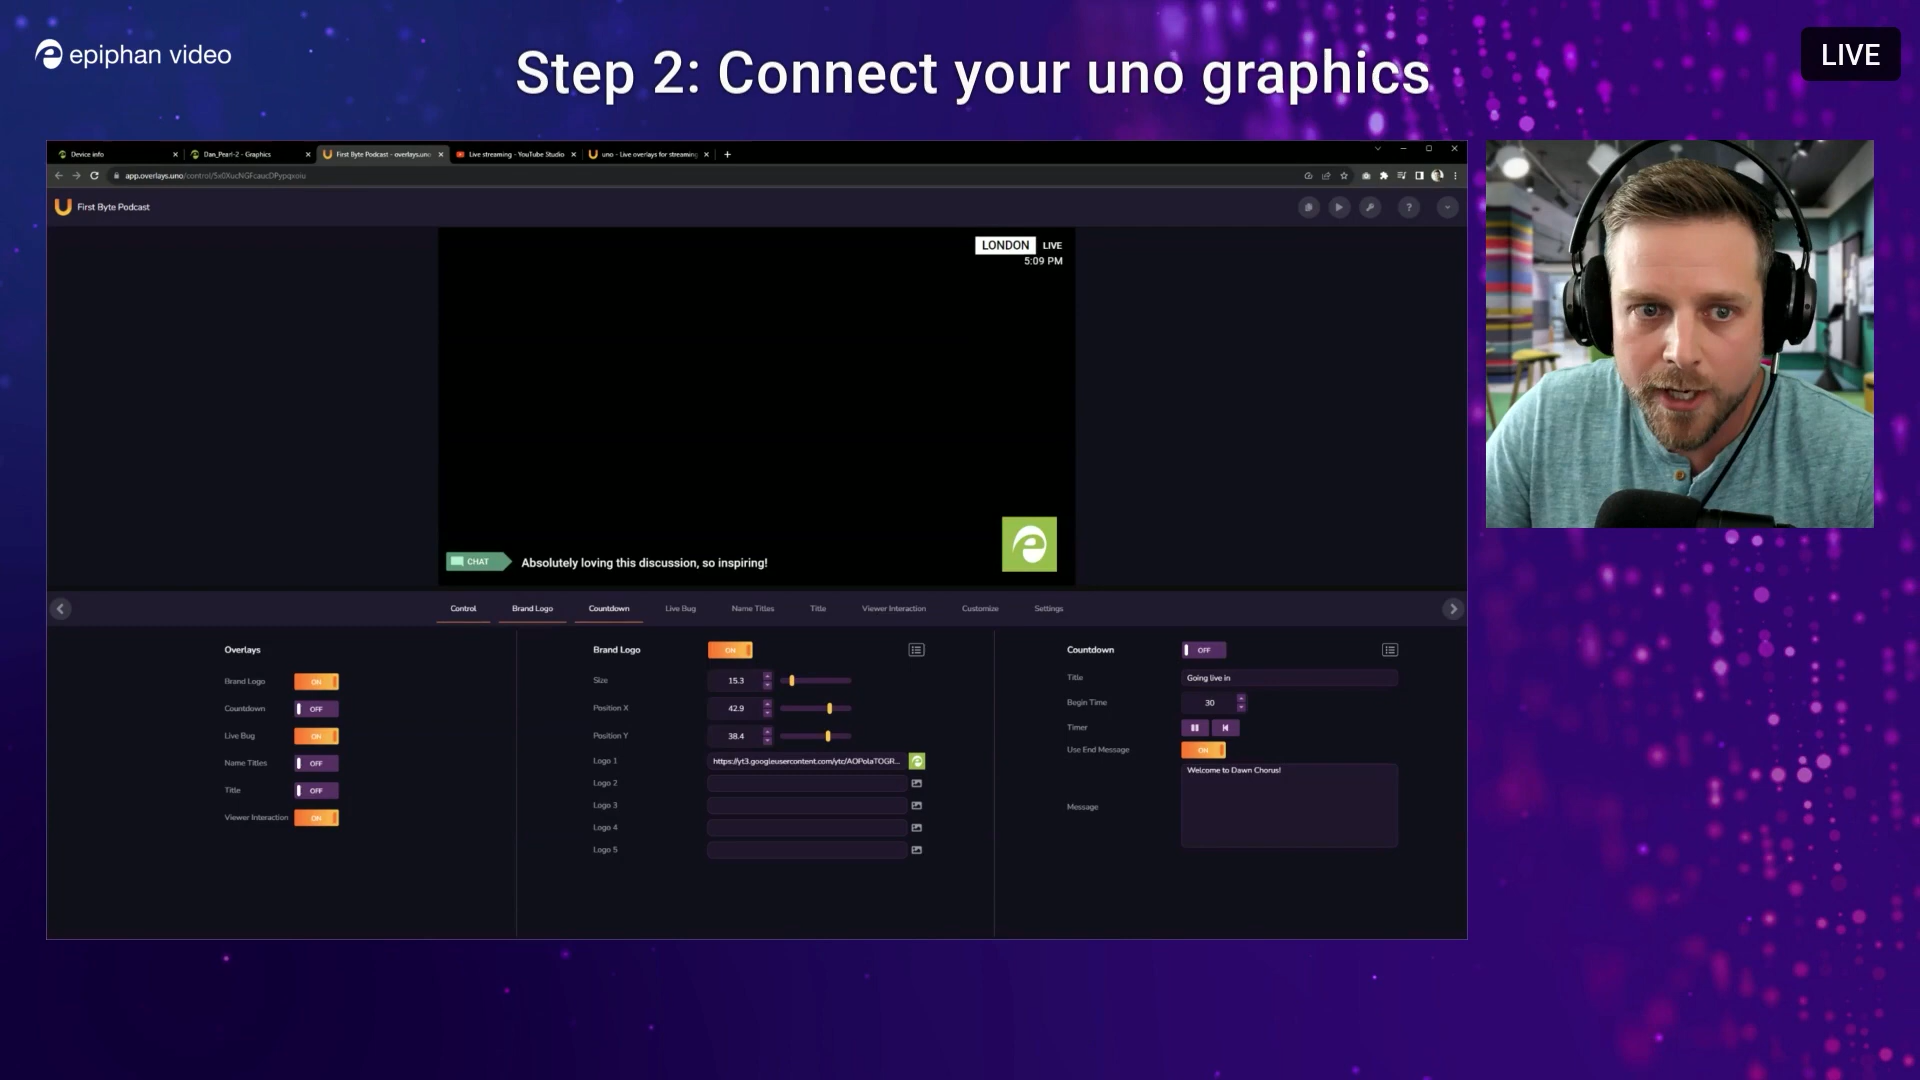 epiphan video
Step 2: Connect your uno graphics
LIVE
Device info
Dan_Pearl-2 - Graphics
First Byte Podcast - overlays.uno
Live streaming - YouTube Studio
uno - Live overlays for streaming
First Byte Podcast
LONDON LIVE
5:09 PM
CHAT Absolutely loving this discussion, so inspiring!
Control Brand Logo Countdown Live Bug Name Titles Title Viewer Interaction Customize Settings
Overlays
Brand Logo ON
Countdown OFF
Live Bug ON
Name Titles OFF
Title OFF
Viewer Interaction ON
Brand Logo ON
Size 15.3
Position X 42.9
Position Y 38.4
Logo 1 https://yt3.googleusercontent.com/ytc/AOPolaTOGR...
Logo 2
Logo 3
Logo 4
Logo 5
Countdown OFF
Title Going live in
Begin Time 30
Timer
Use End Message ON
Message Welcome to Dawn Chorus!